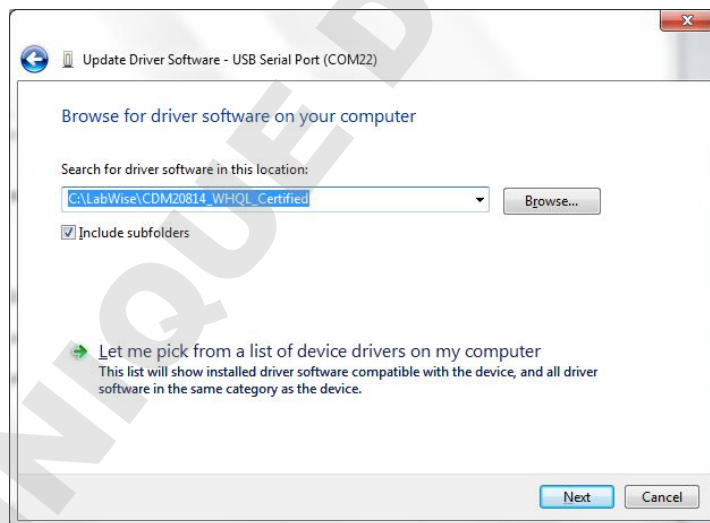 Update Driver Software - USB Serial Port (COM22)
Browse for driver software on your computer
Search for driver software in this location:
C:\LabWise\CDM20814_WHQL_Certified
Browse...
Include subfolders
Let me pick from a list of device drivers on my computer
This list will show installed driver software compatible with the device, and all driver
software in the same category as the device.
Next
Cancel
NIQUE D